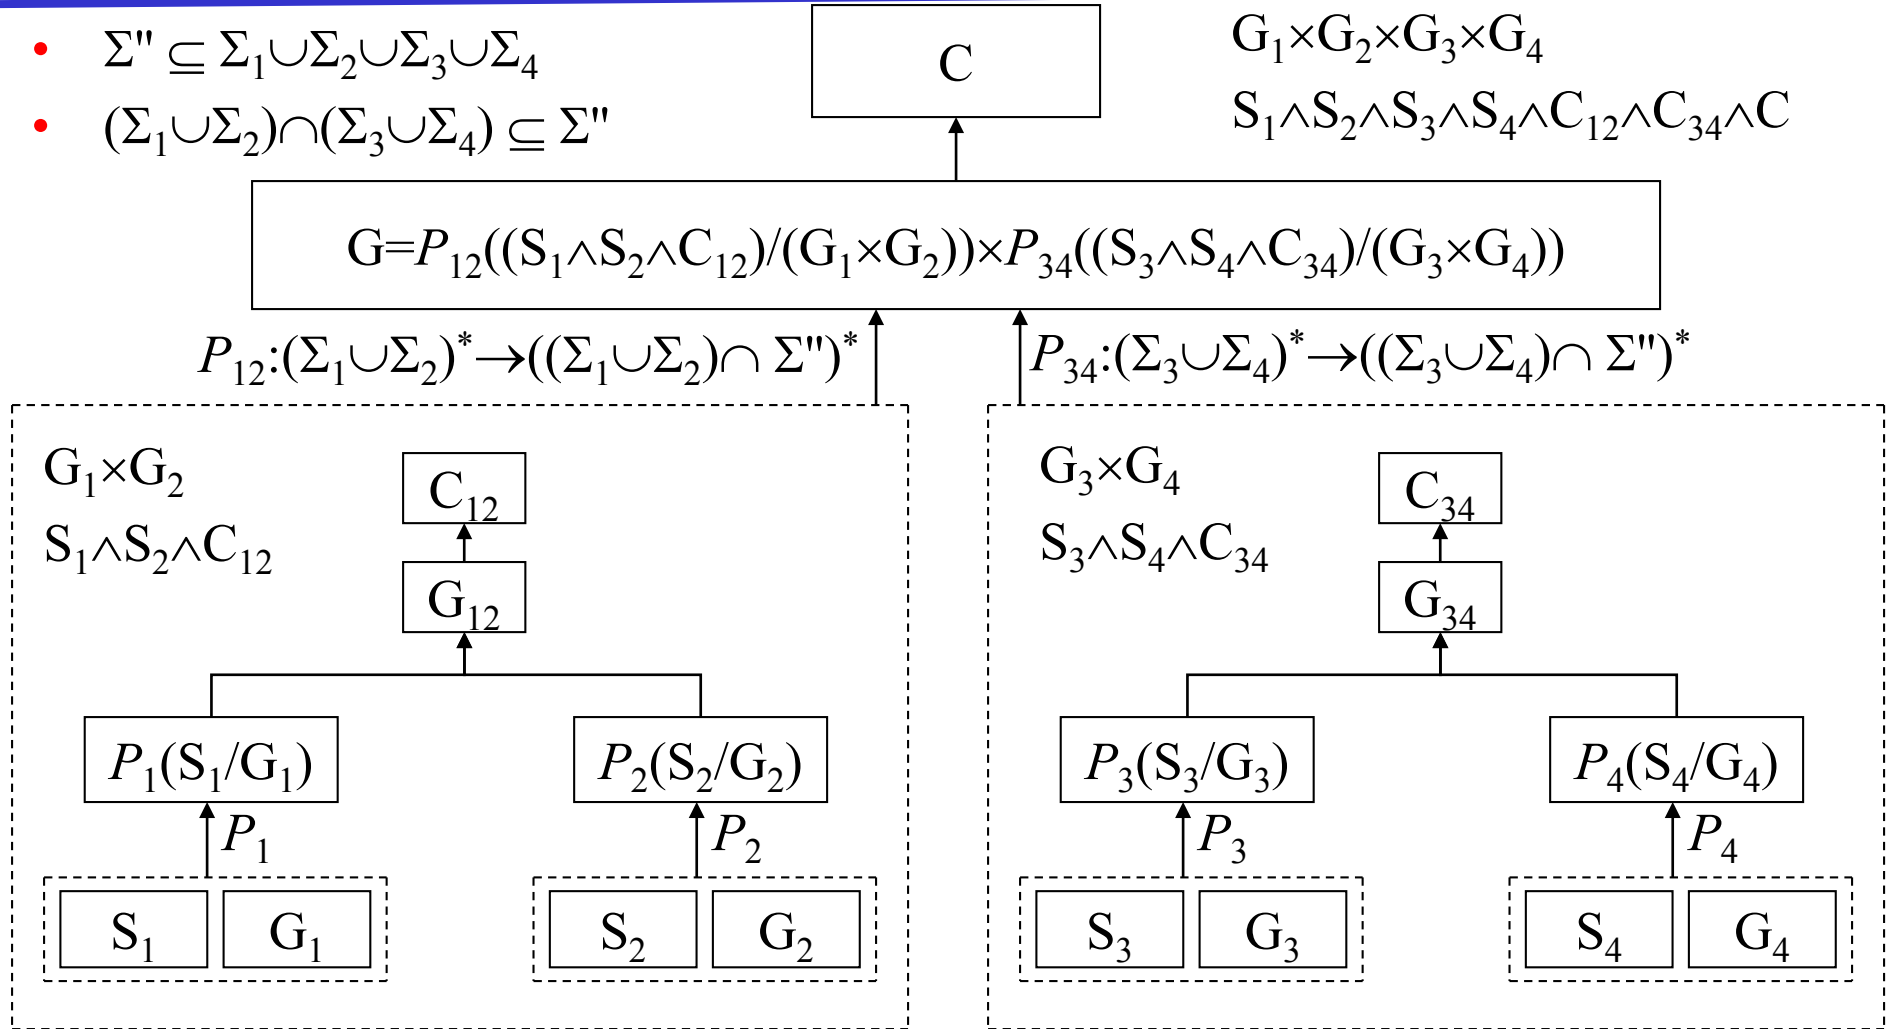 • Σ" ⊆ Σ₁∪Σ₂∪Σ₃∪Σ₄
• (Σ₁∪Σ₂)∩(Σ₃∪Σ₄) ⊆ Σ"
C
G₁×G₂×G₃×G₄
S₁∧S₂∧S₃∧S₄∧C₁₂∧C₃₄∧C
G=P₁₂((S₁∧S₂∧C₁₂)/(G₁×G₂))×P₃₄((S₃∧S₄∧C₃₄)/(G₃×G₄))
P₁₂:(Σ₁∪Σ₂)*→((Σ₁∪Σ₂)∩ Σ")*
P₃₄:(Σ₃∪Σ₄)*→((Σ₃∪Σ₄)∩ Σ")*
G₁×G₂
S₁∧S₂∧C₁₂
C₁₂
G₁₂
P₁(S₁/G₁)
P₂(S₂/G₂)
P₁
P₂
S₁
G₁
S₂
G₂
G₃×G₄
S₃∧S₄∧C₃₄
C₃₄
G₃₄
P₃(S₃/G₃)
P₄(S₄/G₄)
P₃
P₄
S₃
G₃
S₄
G₄